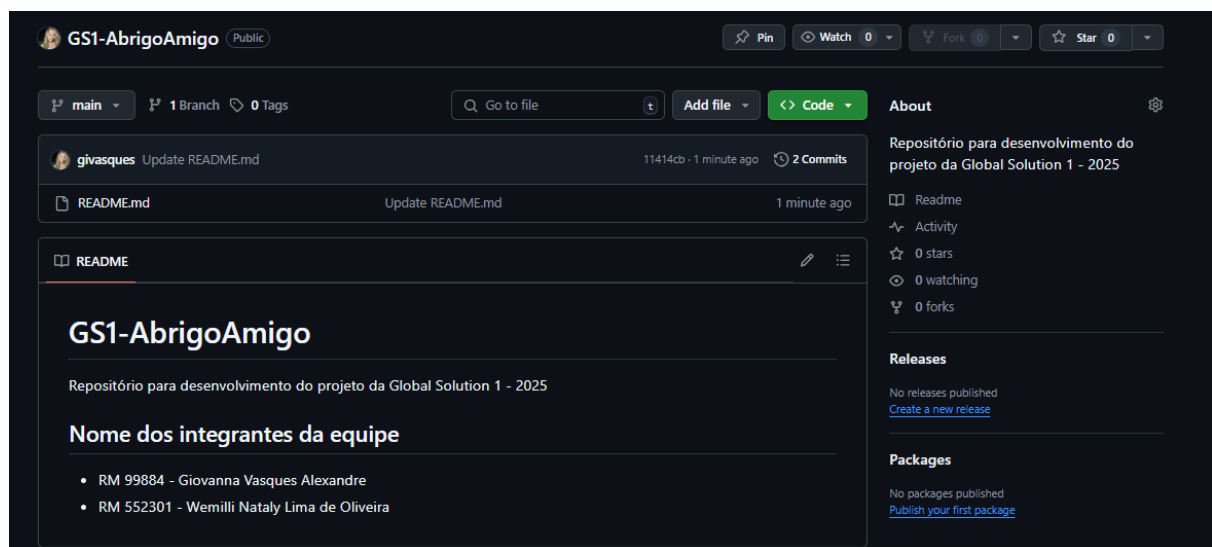 GS1-AbrigoAmigo Public
Pin
Watch 0
Fork 0
Star 0
main
1 Branch
0 Tags
Go to file t
Add file
Code
givasques Update README.md
11414cb · 1 minute ago
2 Commits
README.md Update README.md 1 minute ago
README
GS1-AbrigoAmigo
Repositório para desenvolvimento do projeto da Global Solution 1 - 2025
Nome dos integrantes da equipe
• RM 99884 - Giovanna Vasques Alexandre
• RM 552301 - Wemilli Nataly Lima de Oliveira
About
Repositório para desenvolvimento do
projeto da Global Solution 1 - 2025
Readme
Activity
0 stars
0 watching
0 forks
Releases
No releases published
Create a new release
Packages
No packages published
Publish your first package